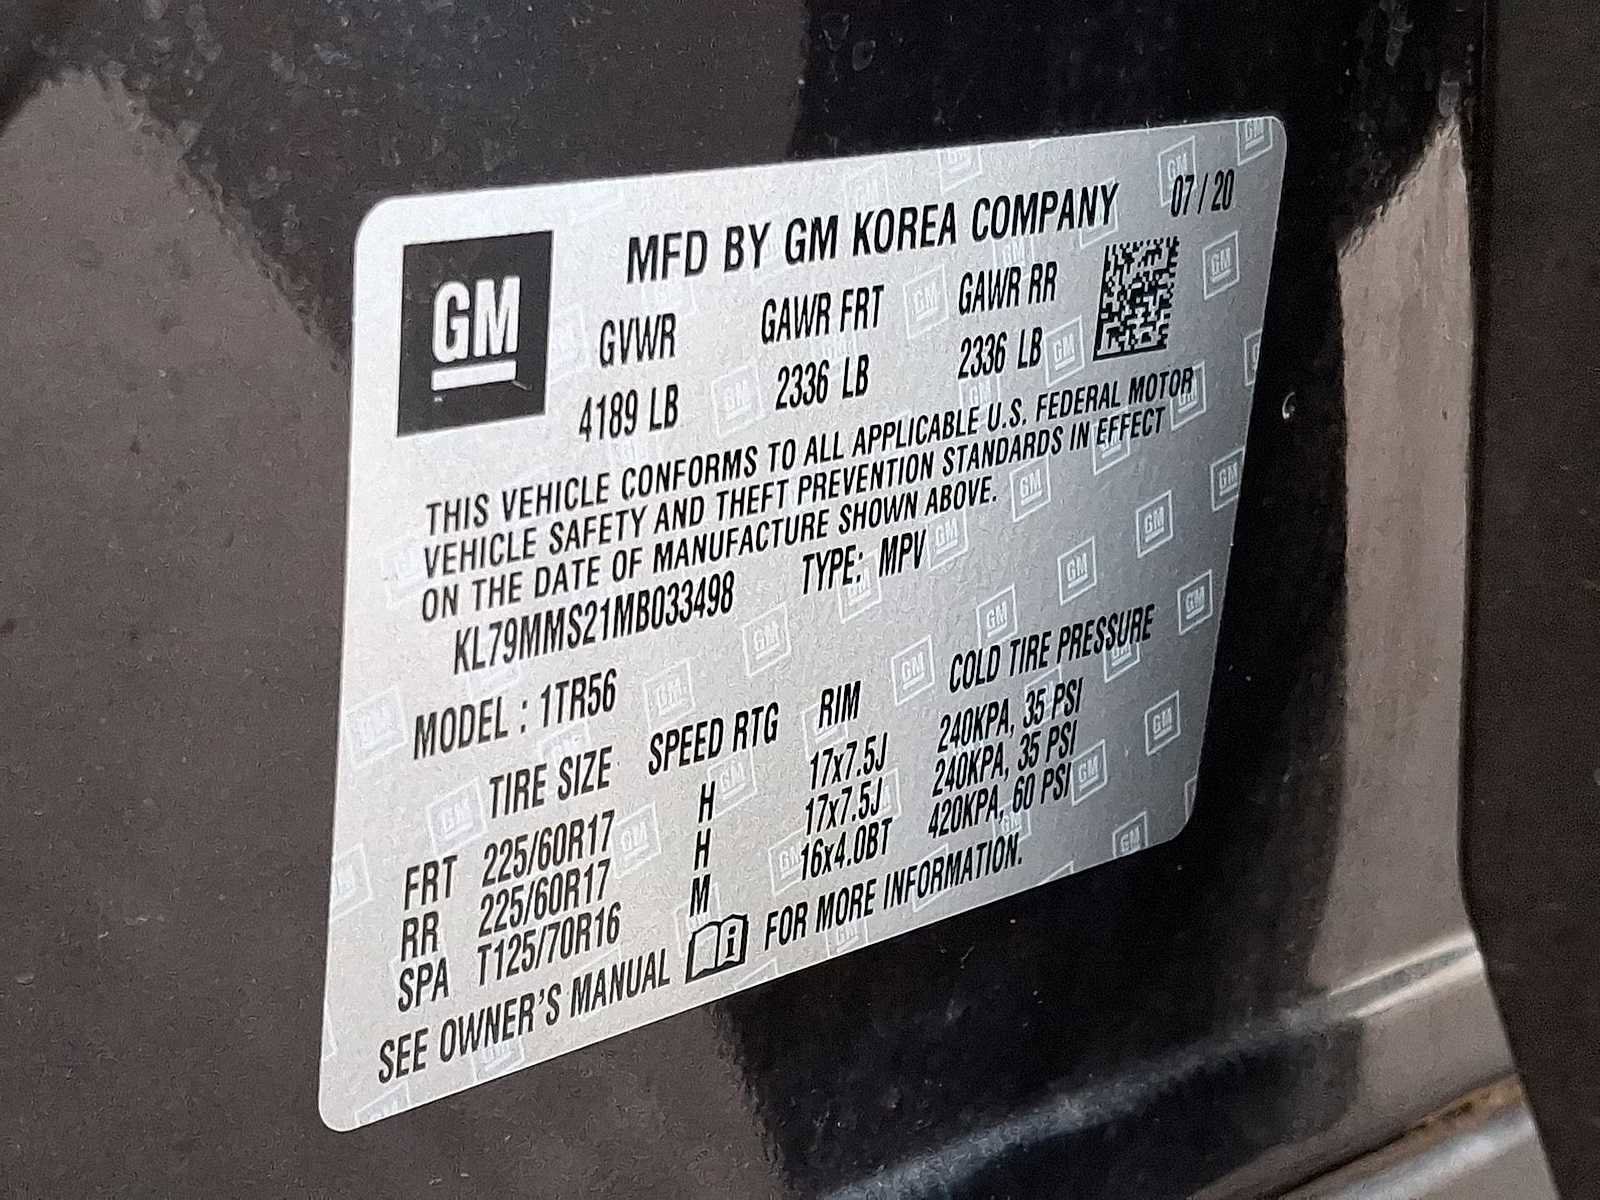 GM
MFD BY GM KOREA COMPANY 07 / 20
GVWR GAWR FRT GAWR RR
4189 LB 2336 LB 2336 LB
THIS VEHICLE CONFORMS TO ALL APPLICABLE U.S. FEDERAL MOTOR
VEHICLE SAFETY AND THEFT PREVENTION STANDARDS IN EFFECT
ON THE DATE OF MANUFACTURE SHOWN ABOVE.
KL79MMS21MB033498 TYPE: MPV
MODEL : 1TR56
TIRE SIZE SPEED RTG RIM COLD TIRE PRESSURE
FRT 225/60R17 H 17x7.5J 240KPA, 35 PSI
RR 225/60R17 H 17x7.5J 240KPA, 35 PSI
SPA T125/70R16 M 16x4.0BT 420KPA, 60 PSI
SEE OWNER'S MANUAL i FOR MORE INFORMATION.